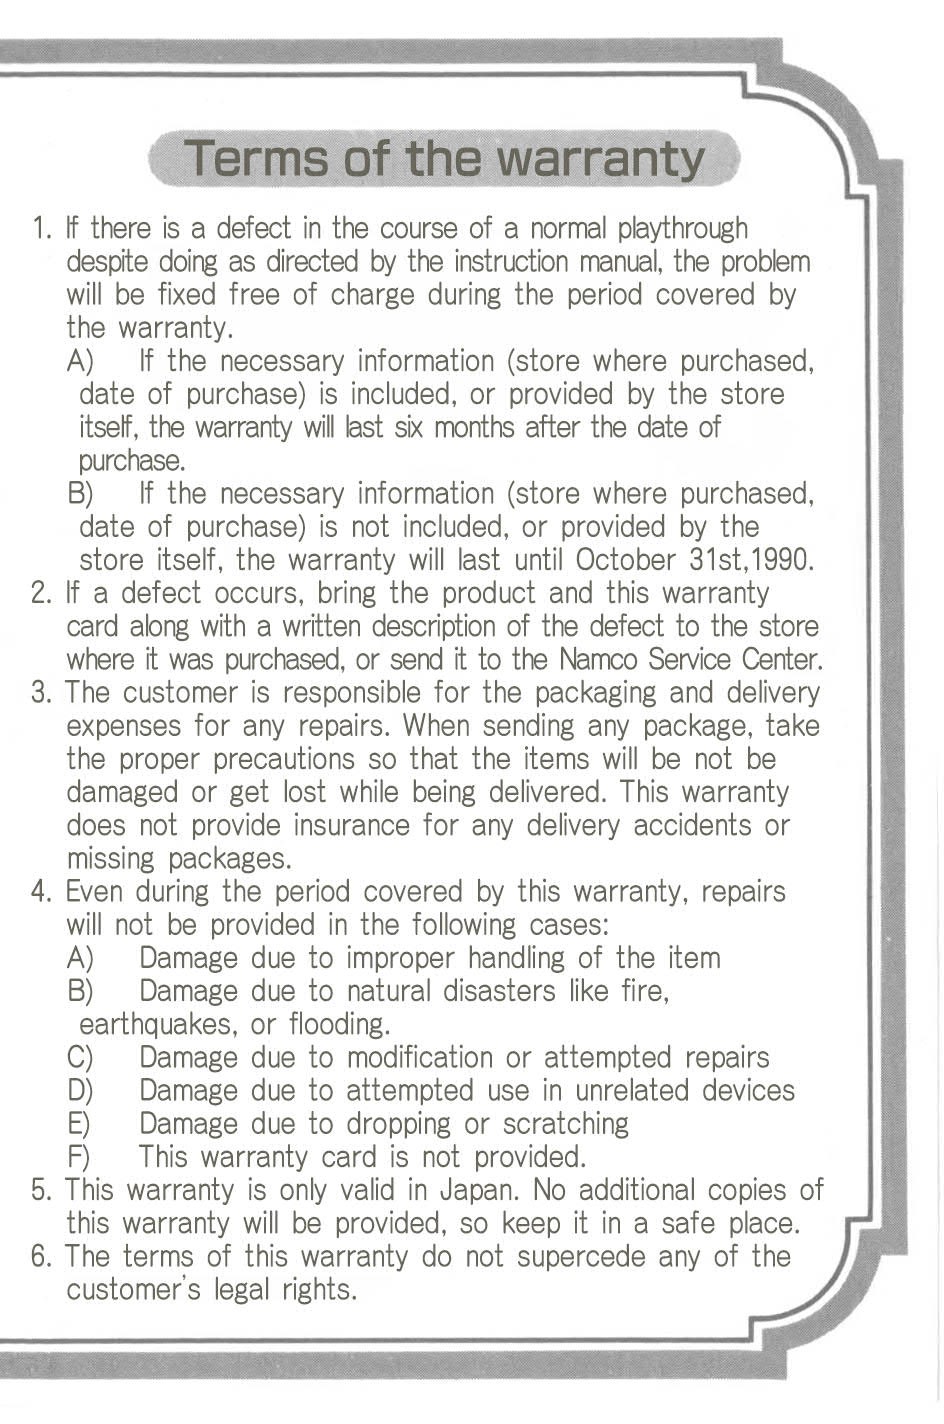 Terms of the warranty
1. If there is a defect in the course of a normal playthrough
despite doing as directed by the instruction manual, the problem
will be fixed free of charge during the period covered by
the warranty.
A) If the necessary information (store where purchased,
date of purchase) is included, or provided by the store
itself, the warranty will last six months after the date of
purchase.
B) If the necessary information (store where purchased,
date of purchase) is not included, or provided by the
store itself, the warranty will last until October 31st,1990.
2. If a defect occurs, bring the product and this warranty
card along with a written description of the defect to the store
where it was purchased, or send it to the Namco Service Center.
3. The customer is responsible for the packaging and delivery
expenses for any repairs. When sending any package, take
the proper precautions so that the items will be not be
damaged or get lost while being delivered. This warranty
does not provide insurance for any delivery accidents or
missing packages.
4. Even during the period covered by this warranty, repairs
will not be provided in the following cases:
A) Damage due to improper handling of the item
B) Damage due to natural disasters like fire,
earthquakes, or flooding.
C) Damage due to modification or attempted repairs
D) Damage due to attempted use in unrelated devices
E) Damage due to dropping or scratching
F) This warranty card is not provided.
5. This warranty is only valid in Japan. No additional copies of
this warranty will be provided, so keep it in a safe place.
6. The terms of this warranty do not supercede any of the
customer's legal rights.